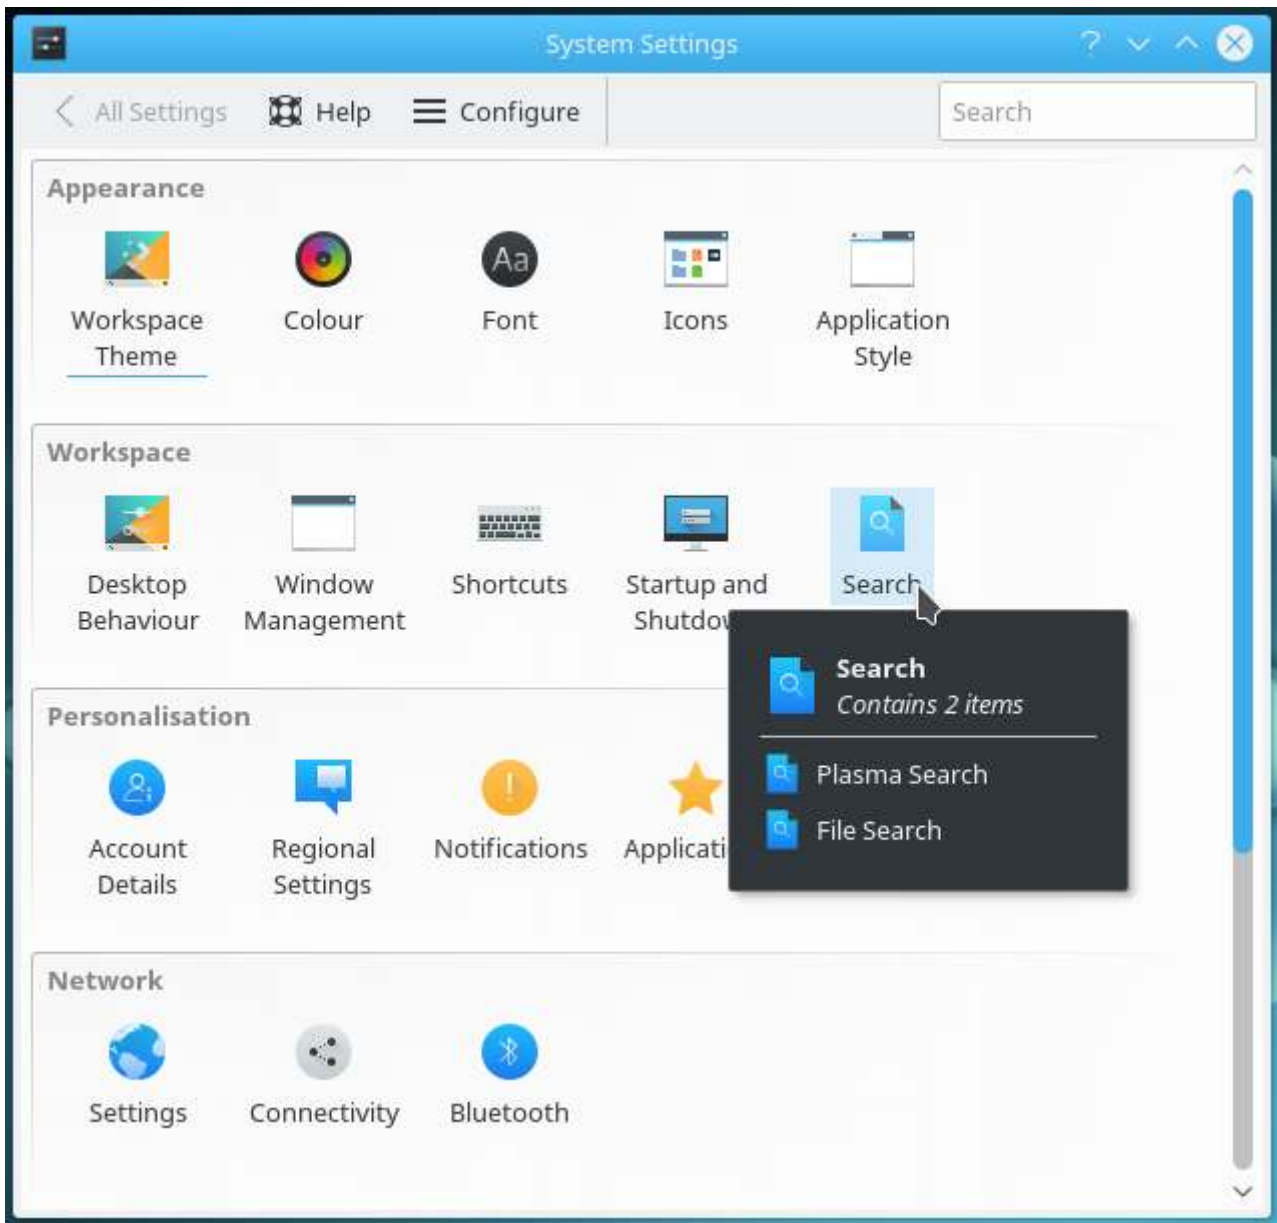 System Settings
All Settings Help Configure Search
Appearance
Workspace Theme
Colour
Font
Aa
Icons
Application Style
Workspace
Desktop Behaviour
Window Management
Shortcuts
Startup and
Search
Search
Contains 2 items
Plasma Search
File Search
Personalisation
Account Details
Regional Settings
Notifications
Network
Settings
Connectivity
Bluetooth